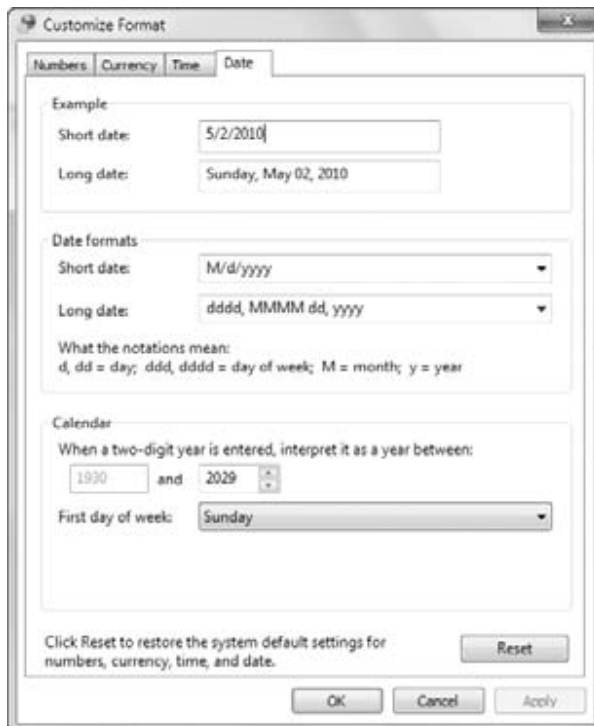 Customize Format
Numbers Currency Time Date
Example
Short date: 5/2/2010
Long date: Sunday, May 02, 2010
Date formats
Short date: M/d/yyyy
Long date: dddd, MMMM dd, yyyy
What the notations mean:
d, dd = day; ddd, dddd = day of week; M = month; y = year
Calendar
When a two-digit year is entered, interpret it as a year between:
1930 and 2029
First day of week: Sunday
Click Reset to restore the system default settings for
numbers, currency, time, and date.
Reset
OK Cancel Apply